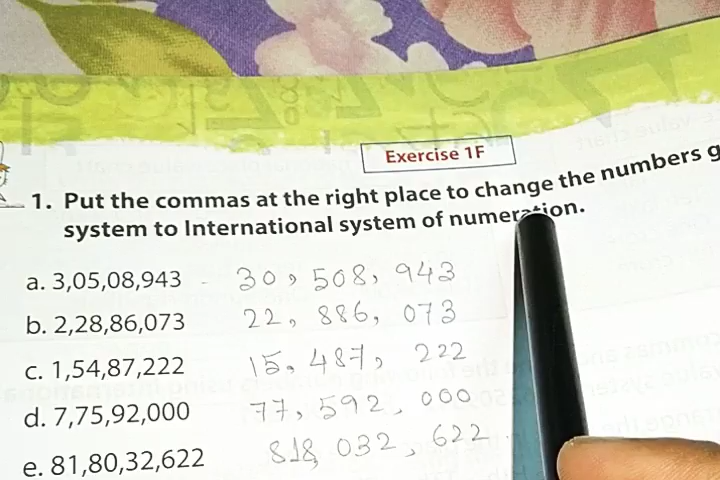 Exercise 1F
1. Put the commas at the right place to change the numbers g
system to International system of numeration.
a. 3,05,08,943 30,508,943
b. 2,28,86,073 22,886,073
c. 1,54,87,222 15,487,222
d. 7,75,92,000 77,592,000
e. 81,80,32,622 818,032,622